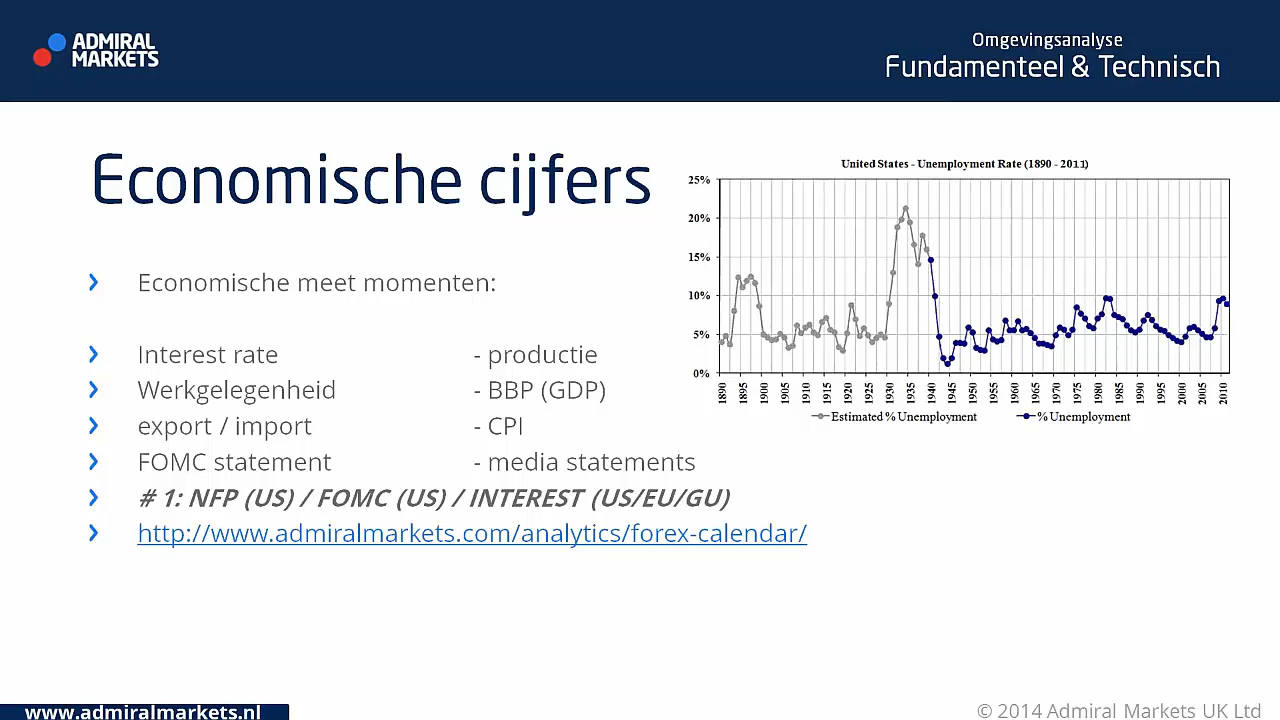 ADMIRAL
MARKETS
Omgevingsanalyse
Fundamenteel & Technisch
Economische cijfers
Economische meet momenten:
Interest rate - productie
Werkgelegenheid - BBP (GDP)
export / import - CPI
FOMC statement - media statements
# 1: NFP (US) / FOMC (US) / INTEREST (US/EU/GU)
http://www.admiralmarkets.com/analytics/forex-calendar/
United States - Unemployment Rate (1890 - 2011)
25%
20%
15%
10%
5%
0%
1890 1895 1900 1905 1910 1915 1920 1925 1930 1935 1940 1945 1950 1955 1960 1965 1970 1975 1980 1985 1990 1995 2000 2005 2010
Estimated % Unemployment % Unemployment
www.admiralmarkets.nl
© 2014 Admiral Markets UK Ltd